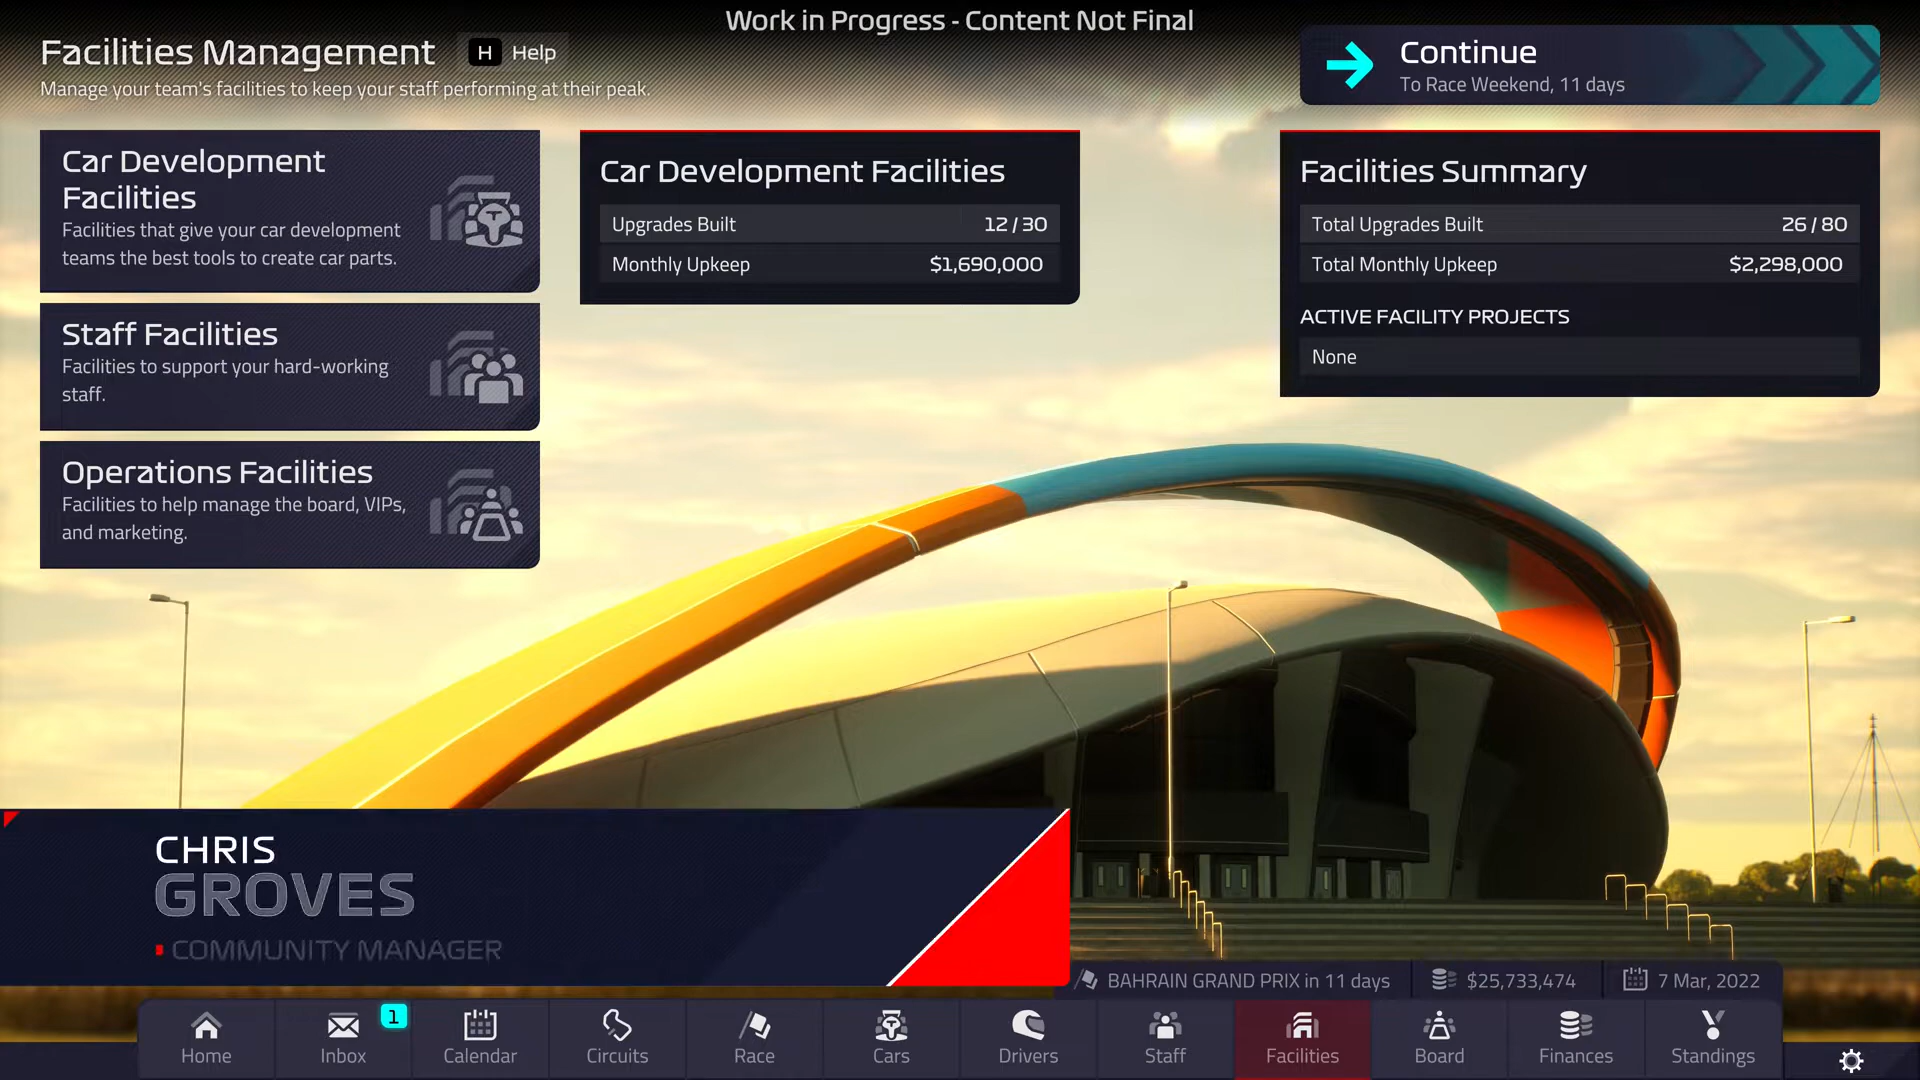 Work in Progress - Content Not Final
Facilities Management
H Help
Manage your team's facilities to keep your staff performing at their peak.
Continue
To Race Weekend, 11 days
Car Development
Facilities
Facilities that give your car development
teams the best tools to create car parts.
Staff Facilities
Facilities to support your hard-working
staff.
Operations Facilities
Facilities to help manage the board, VIPs,
and marketing.
Car Development Facilities
Upgrades Built 12 / 30
Monthly Upkeep $1,690,000
Facilities Summary
Total Upgrades Built 26 / 80
Total Monthly Upkeep $2,298,000
ACTIVE FACILITY PROJECTS
None
CHRIS
GROVES
COMMUNITY MANAGER
BAHRAIN GRAND PRIX in 11 days $25,733,474 7 Mar, 2022
1
Home Inbox Calendar Circuits Race Cars Drivers Staff Facilities Board Finances Standings